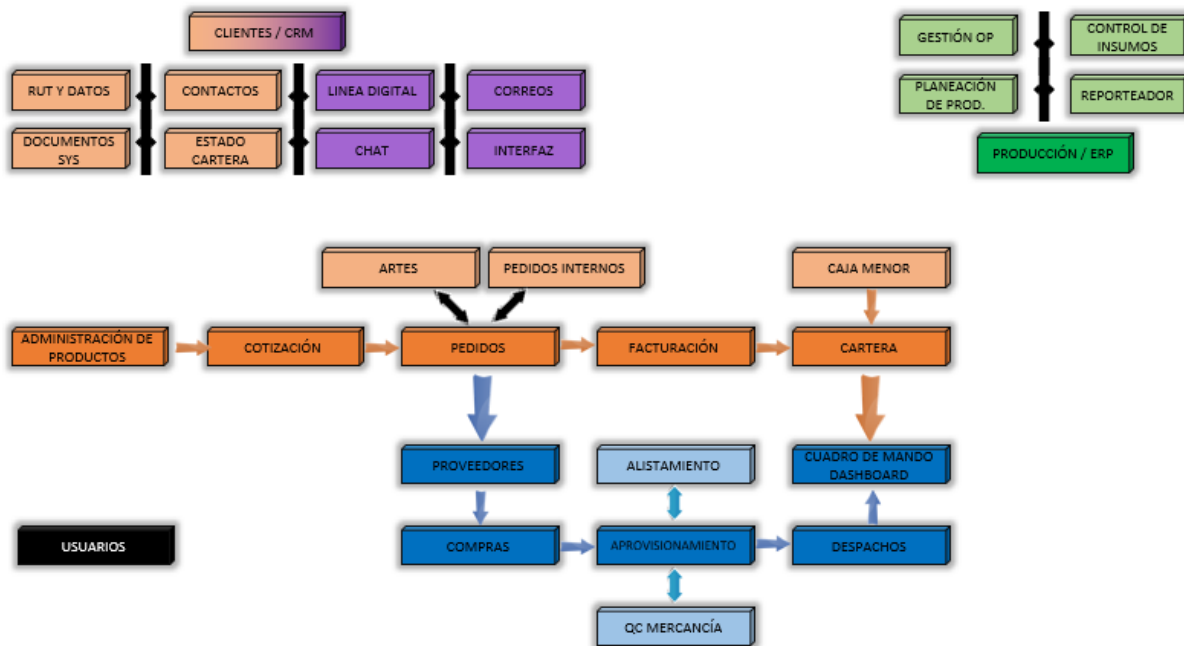 CLIENTES / CRM
RUT Y DATOS
CONTACTOS
LINEA DIGITAL
CORREOS
DOCUMENTOS
SYS
ESTADO
CARTERA
CHAT
INTERFAZ
GESTIÓN OP
CONTROL DE
INSUMOS
PLANEACIÓN
DE PROD.
REPORTEADOR
PRODUCCIÓN / ERP
ARTES
PEDIDOS INTERNOS
CAJA MENOR
ADMINISTRACIÓN DE
PRODUCTOS
COTIZACIÓN
PEDIDOS
FACTURACIÓN
CARTERA
PROVEEDORES
ALISTAMIENTO
CUADRO DE MANDO
DASHBOARD
USUARIOS
COMPRAS
APROVISIONAMIENTO
DESPACHOS
QC MERCANCÍA